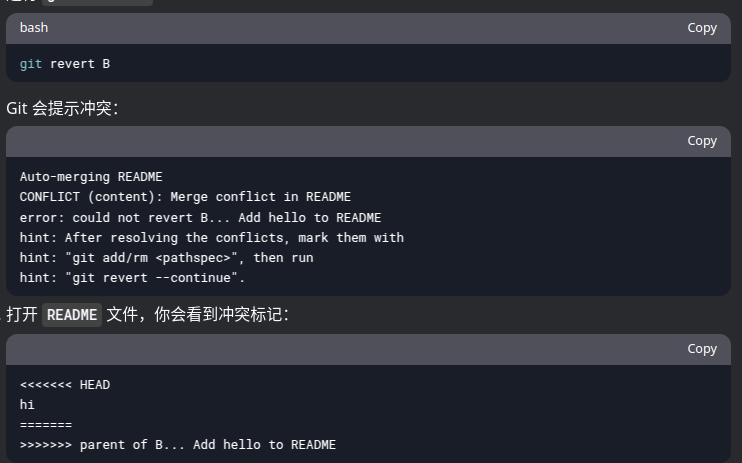 bash
Copy
git revert B
Git 会提示冲突：
Copy
Auto-merging README
CONFLICT (content): Merge conflict in README
error: could not revert B... Add hello to README
hint: After resolving the conflicts, mark them with
hint: "git add/rm <pathspec>", then run
hint: "git revert --continue".
打开 README 文件，你会看到冲突标记：
Copy
<<<<<<< HEAD
hi
=======
>>>>>>> parent of B... Add hello to README